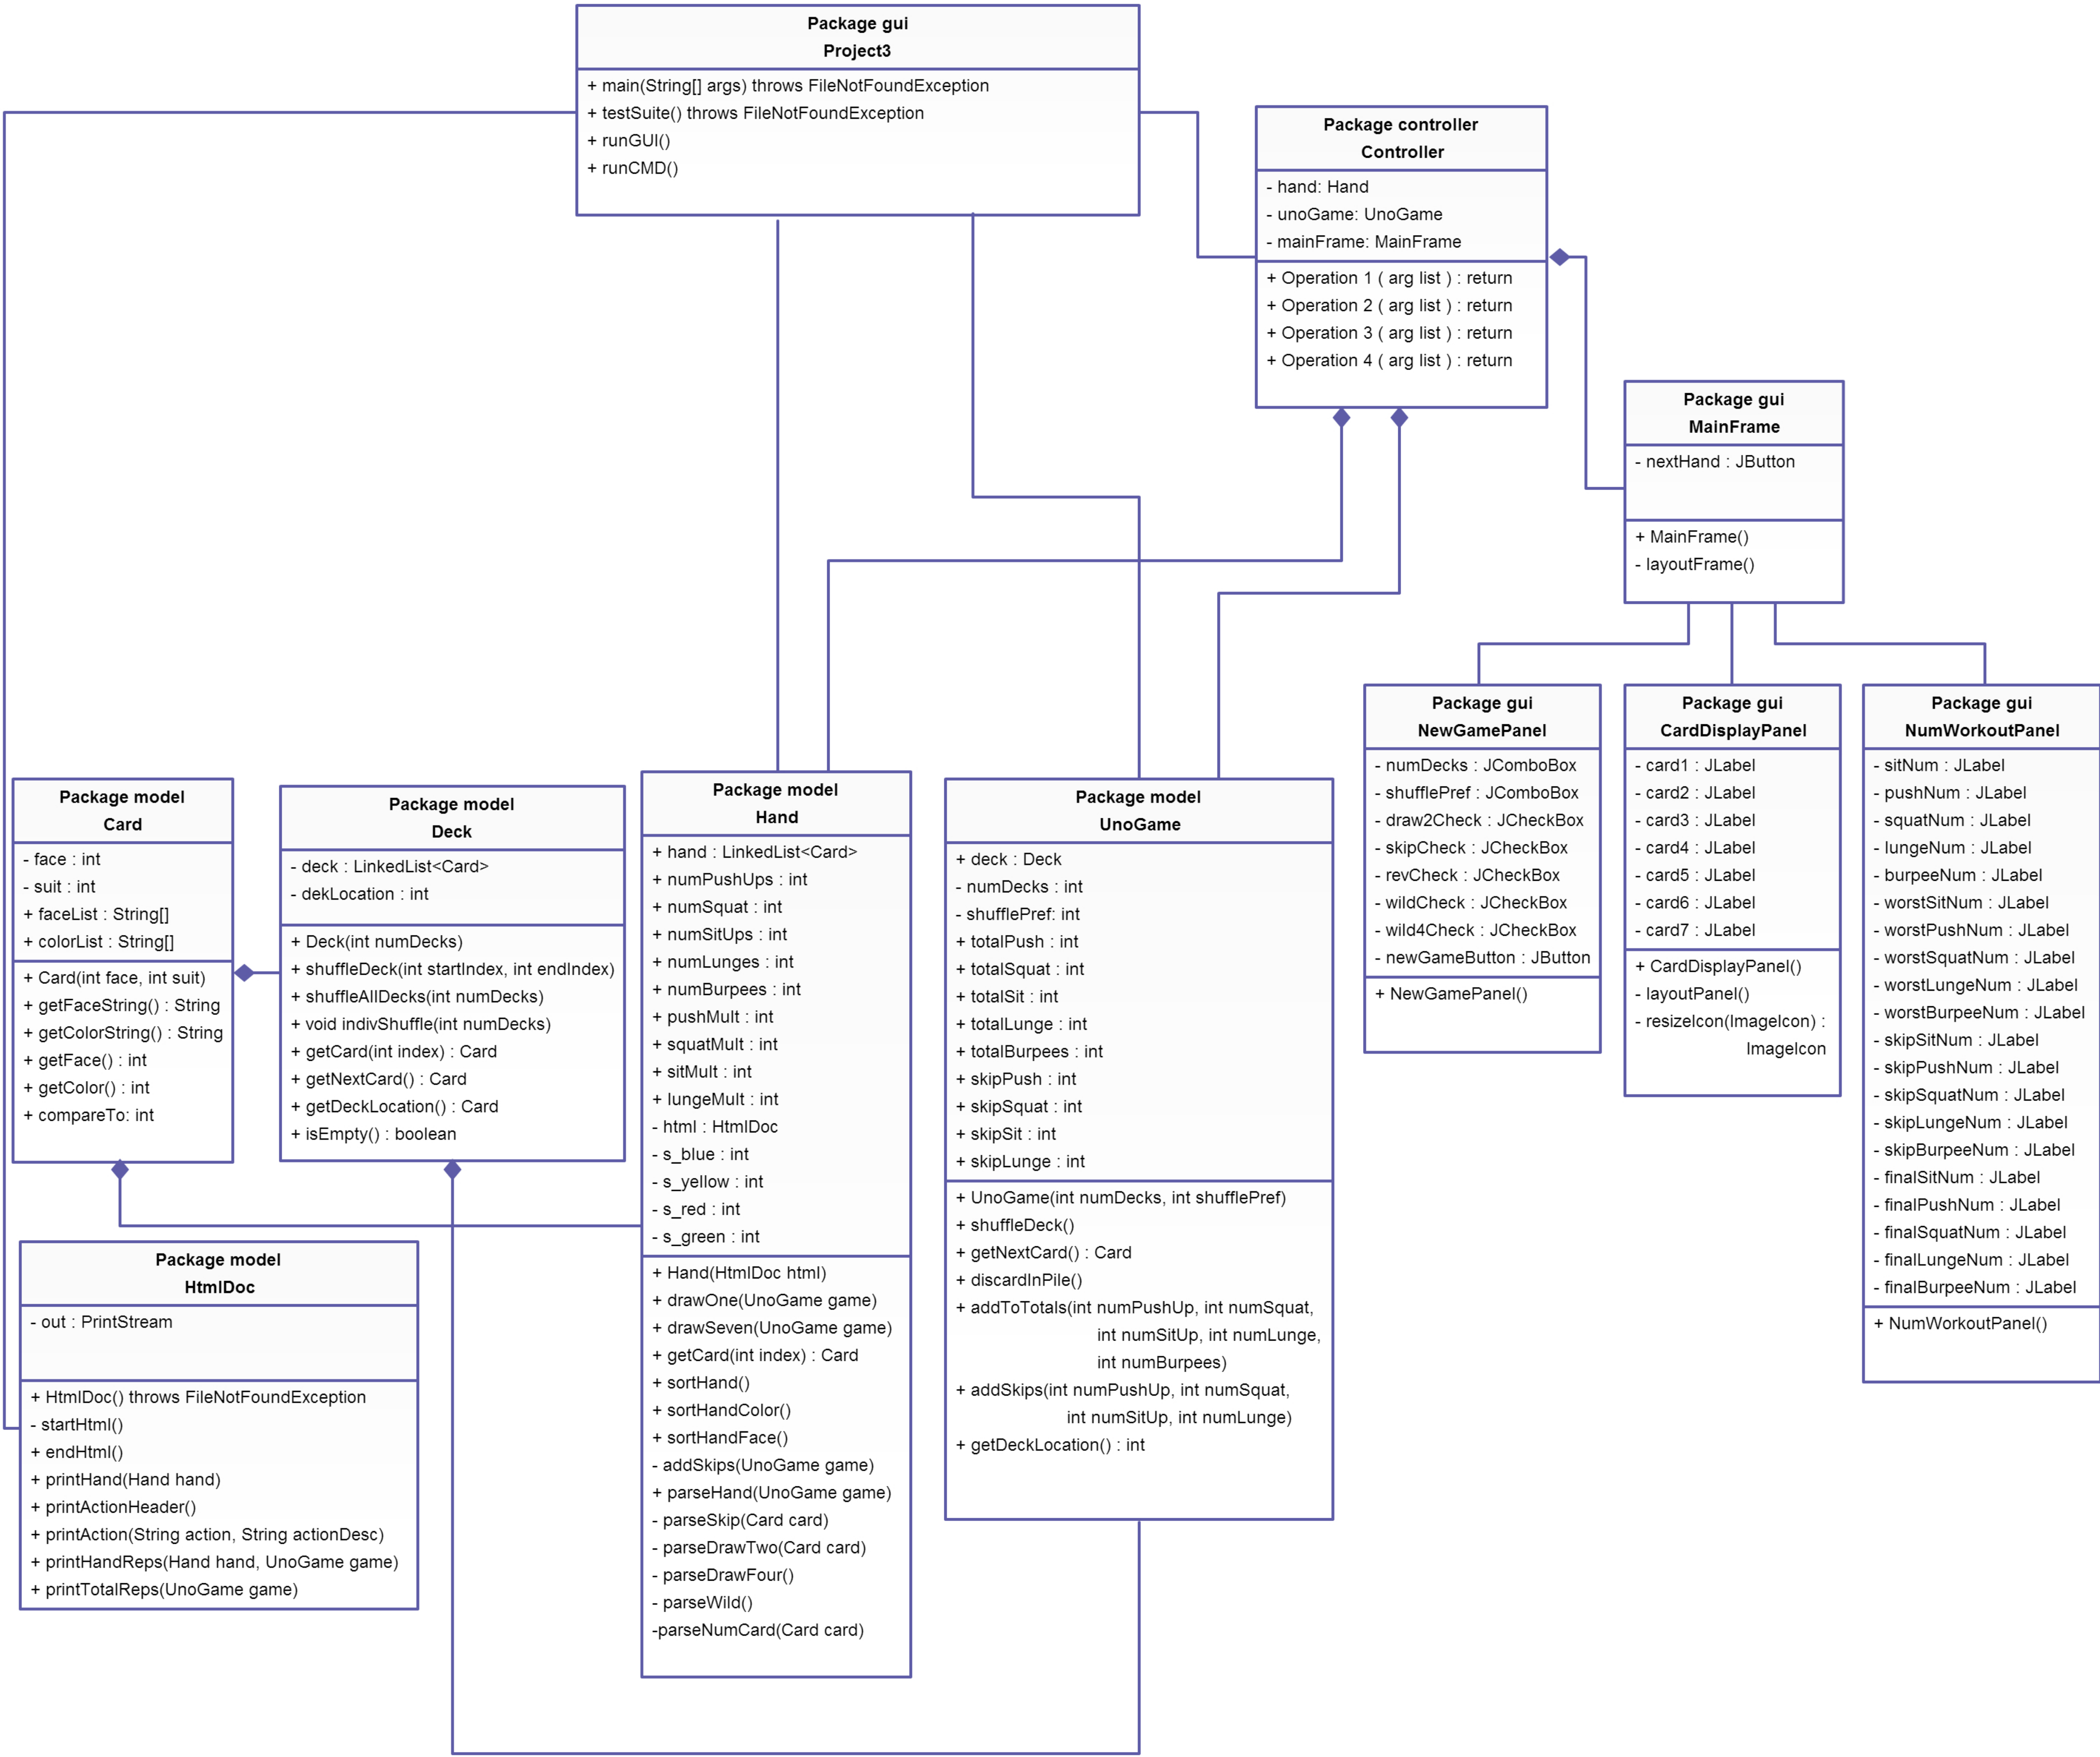 Package gui
Project3
+ main(String[] args) throws FileNotFoundException
+ testSuite() throws FileNotFoundException
+ runGUI()
+ runCMD()
Package controller
Controller
- hand: Hand
- unoGame: UnoGame
- mainFrame: MainFrame
+ Operation 1 ( arg list ) : return
+ Operation 2 ( arg list ) : return
+ Operation 3 ( arg list ) : return
+ Operation 4 ( arg list ) : return
Package gui
MainFrame
- nextHand : JButton
+ MainFrame()
- layoutFrame()
Package gui
NewGamePanel
- numDecks : JComboBox
- shufflePref : JComboBox
- draw2Check : JCheckBox
- skipCheck : JCheckBox
- revCheck : JCheckBox
- wildCheck : JCheckBox
- wild4Check : JCheckBox
- newGameButton : JButton
+ NewGamePanel()
Package gui
CardDisplayPanel
- card1 : JLabel
- card2 : JLabel
- card3 : JLabel
- card4 : JLabel
- card5 : JLabel
- card6 : JLabel
- card7 : JLabel
+ CardDisplayPanel()
- layoutPanel()
- resizeIcon(ImageIcon) :
ImageIcon
Package gui
NumWorkoutPanel
- sitNum : JLabel
- pushNum : JLabel
- squatNum : JLabel
- lungeNum : JLabel
- burpeeNum : JLabel
- worstSitNum : JLabel
- worstPushNum : JLabel
- worstSquatNum : JLabel
- worstLungeNum : JLabel
- worstBurpeeNum : JLabel
- skipSitNum : JLabel
- skipPushNum : JLabel
- skipSquatNum : JLabel
- skipLungeNum : JLabel
- skipBurpeeNum : JLabel
- finalSitNum : JLabel
- finalPushNum : JLabel
- finalSquatNum : JLabel
- finalLungeNum : JLabel
- finalBurpeeNum : JLabel
+ NumWorkoutPanel()
Package model
Card
- face : int
- suit : int
+ faceList : String[]
+ colorList : String[]
+ Card(int face, int suit)
+ getFaceString() : String
+ getColorString() : String
+ getFace() : int
+ getColor() : int
+ compareTo: int
Package model
Deck
- deck : LinkedList<Card>
- dekLocation : int
+ Deck(int numDecks)
+ shuffleDeck(int startIndex, int endIndex)
+ shuffleAllDecks(int numDecks)
+ void indivShuffle(int numDecks)
+ getCard(int index) : Card
+ getNextCard() : Card
+ getDeckLocation() : Card
+ isEmpty() : boolean
Package model
Hand
+ hand : LinkedList<Card>
+ numPushUps : int
+ numSquat : int
+ numSitUps : int
+ numLunges : int
+ numBurpees : int
+ pushMult : int
+ squatMult : int
+ sitMult : int
+ lungeMult : int
- html : HtmlDoc
- s_blue : int
- s_yellow : int
- s_red : int
- s_green : int
+ Hand(HtmlDoc html)
+ drawOne(UnoGame game)
+ drawSeven(UnoGame game)
+ getCard(int index) : Card
+ sortHand()
+ sortHandColor()
+ sortHandFace()
- addSkips(UnoGame game)
+ parseHand(UnoGame game)
- parseSkip(Card card)
- parseDrawTwo(Card card)
- parseDrawFour()
- parseWild()
-parseNumCard(Card card)
Package model
UnoGame
+ deck : Deck
- numDecks : int
- shufflePref: int
+ totalPush : int
+ totalSquat : int
+ totalSit : int
+ totalLunge : int
+ totalBurpees : int
+ skipPush : int
+ skipSquat : int
+ skipSit : int
+ skipLunge : int
+ UnoGame(int numDecks, int shufflePref)
+ shuffleDeck()
+ getNextCard() : Card
+ discardInPile()
+ addToTotals(int numPushUp, int numSquat,
int numSitUp, int numLunge,
int numBurpees)
+ addSkips(int numPushUp, int numSquat,
int numSitUp, int numLunge)
+ getDeckLocation() : int
Package model
HtmlDoc
- out : PrintStream
+ HtmlDoc() throws FileNotFoundException
- startHtml()
+ endHtml()
+ printHand(Hand hand)
+ printActionHeader()
+ printAction(String action, String actionDesc)
+ printHandReps(Hand hand, UnoGame game)
+ printTotalReps(UnoGame game)